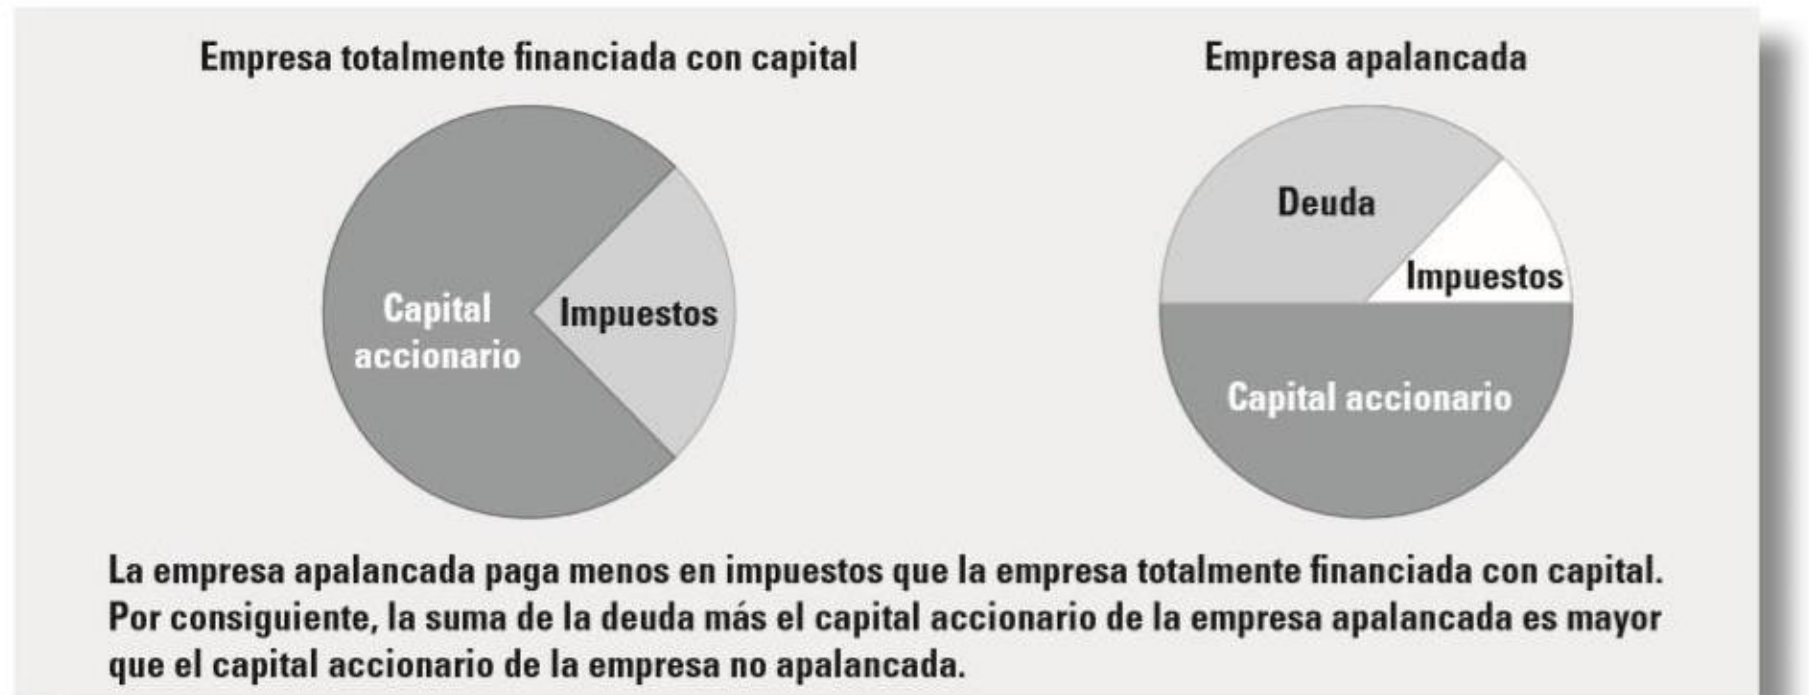 Empresa totalmente financiada con capital
Capital
accionario
Impuestos
Empresa apalancada
Deuda
Impuestos
Capital accionario
La empresa apalancada paga menos en impuestos que la empresa totalmente financiada con capital.
Por consiguiente, la suma de la deuda más el capital accionario de la empresa apalancada es mayor
que el capital accionario de la empresa no apalancada.